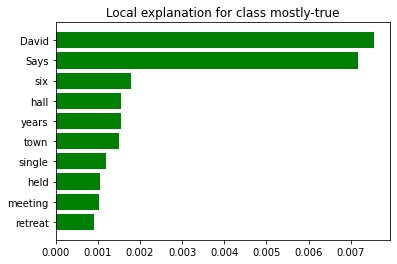 Local explanation for class mostly-true
David
Says
six
hall
years
town
single
held
meeting
retreat
0.000 0.001 0.002 0.003 0.004 0.005 0.006 0.007